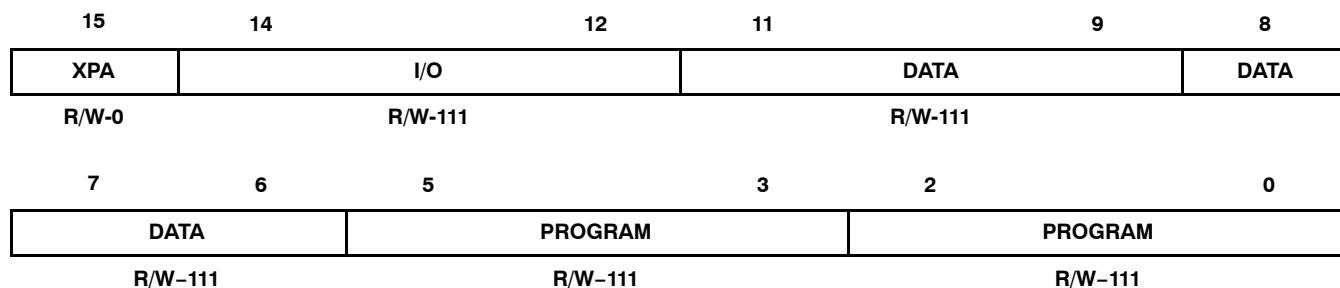 15 14 12 11 9 8
XPA I/O DATA DATA
R/W-0 R/W-111 R/W-111
7 6 5 3 2 0
DATA PROGRAM PROGRAM
R/W–111 R/W–111 R/W–111